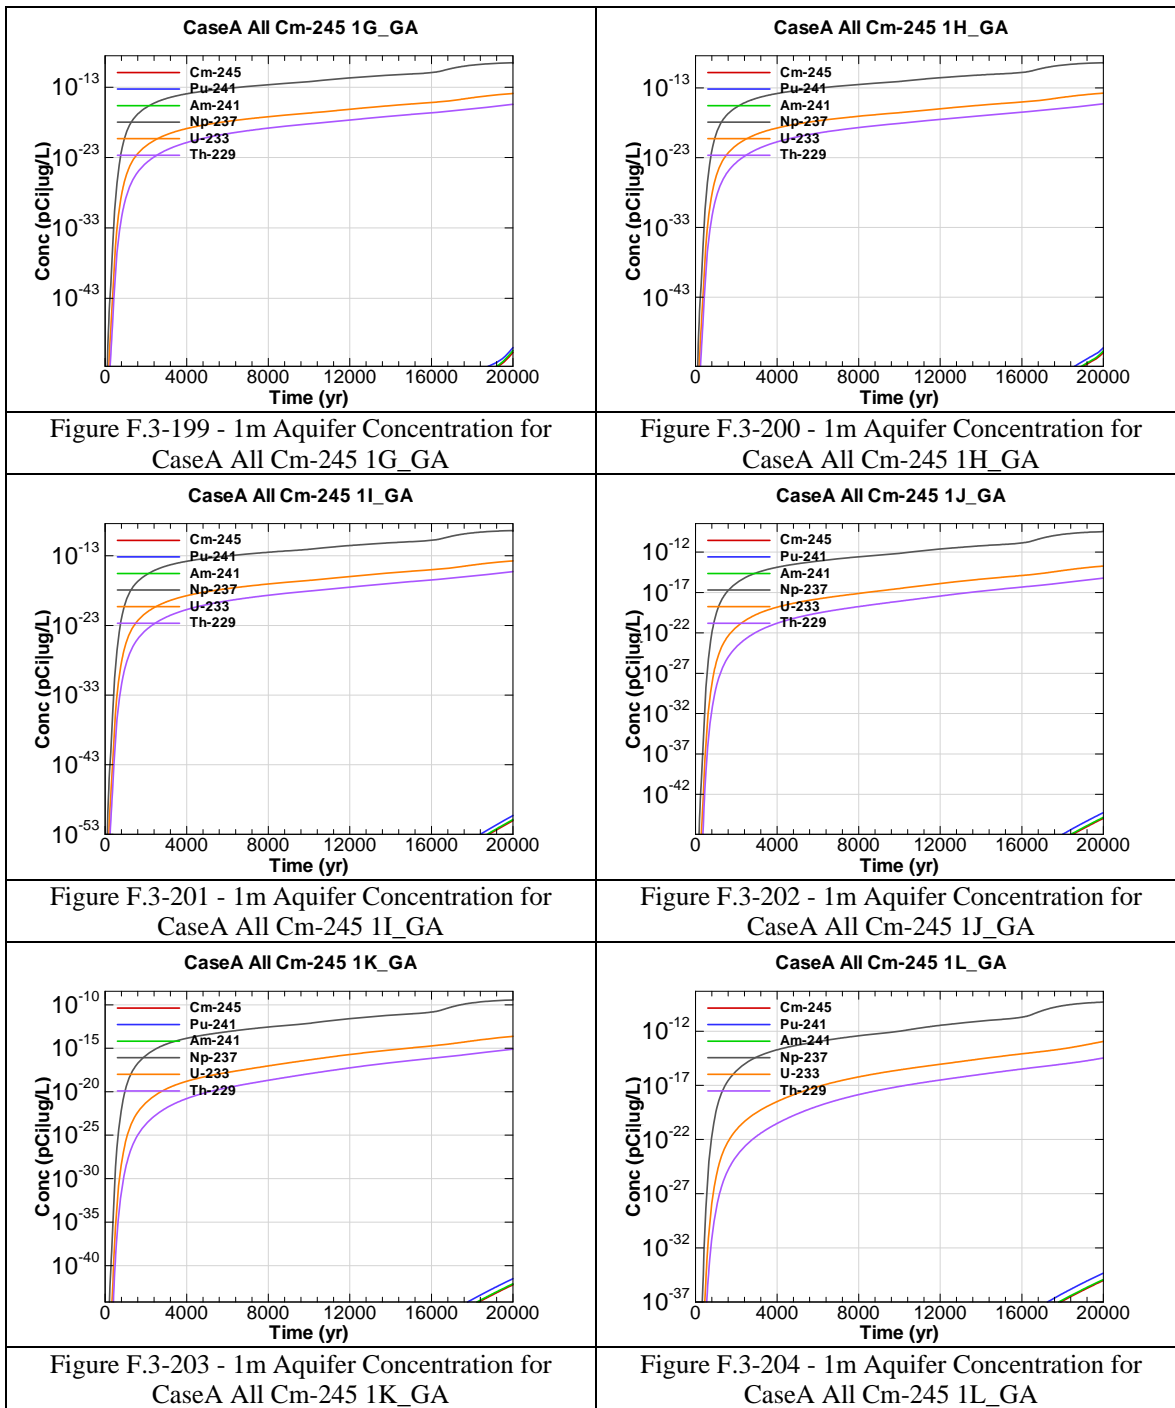 CaseA All Cm-245 1G_GA
Conc (pCi|ug/L)
10-13
10-23
10-33
10-43
Cm-245
Pu-241
Am-241
Np-237
U-233
Th-229
0 4000 8000 12000 16000 20000
Time (yr)
Figure F.3-199 - 1m Aquifer Concentration for
CaseA All Cm-245 1G_GA
CaseA All Cm-245 1H_GA
Conc (pCi|ug/L)
10-13
10-23
10-33
10-43
Cm-245
Pu-241
Am-241
Np-237
U-233
Th-229
0 4000 8000 12000 16000 20000
Time (yr)
Figure F.3-200 - 1m Aquifer Concentration for
CaseA All Cm-245 1H_GA
CaseA All Cm-245 1I_GA
Conc (pCi|ug/L)
10-13
10-23
10-33
10-43
10-53
Cm-245
Pu-241
Am-241
Np-237
U-233
Th-229
0 4000 8000 12000 16000 20000
Time (yr)
Figure F.3-201 - 1m Aquifer Concentration for
CaseA All Cm-245 1I_GA
CaseA All Cm-245 1J_GA
Conc (pCi|ug/L)
10-12
10-17
10-22
10-27
10-32
10-37
10-42
Cm-245
Pu-241
Am-241
Np-237
U-233
Th-229
0 4000 8000 12000 16000 20000
Time (yr)
Figure F.3-202 - 1m Aquifer Concentration for
CaseA All Cm-245 1J_GA
CaseA All Cm-245 1K_GA
Conc (pCi|ug/L)
10-10
10-15
10-20
10-25
10-30
10-35
10-40
Cm-245
Pu-241
Am-241
Np-237
U-233
Th-229
0 4000 8000 12000 16000 20000
Time (yr)
Figure F.3-203 - 1m Aquifer Concentration for
CaseA All Cm-245 1K_GA
CaseA All Cm-245 1L_GA
Conc (pCi|ug/L)
10-12
10-17
10-22
10-27
10-32
10-37
Cm-245
Pu-241
Am-241
Np-237
U-233
Th-229
0 4000 8000 12000 16000 20000
Time (yr)
Figure F.3-204 - 1m Aquifer Concentration for
CaseA All Cm-245 1L_GA